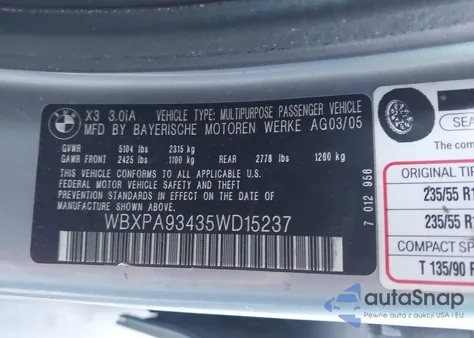 X3 3.0iA VEHICLE TYPE: MULTIPURPOSE PASSENGER VEHICLE
MFD BY BAYERISCHE MOTOREN WERKE AG 03/05
GVWR 5104 lbs 2315 kg
GAWR FRONT 2425 lbs 1100 kg REAR 2778 lbs 1260 kg
THIS VEHICLE CONFORMS TO ALL APPLICABLE U.S.
FEDERAL MOTOR VEHICLE SAFETY AND THEFT
PREVENTION STANDARDS IN EFFECT ON THE DATE OF
MANUFACTURE SHOWN ABOVE.
WBXPA93435WD15237
7 012 958
SEA
The com
ORIGINAL TI
235/55 R1
235/55 R1
COMPACT SP
T 135/90 R
autoSnap
Pewne auta z aukcji USA i EU